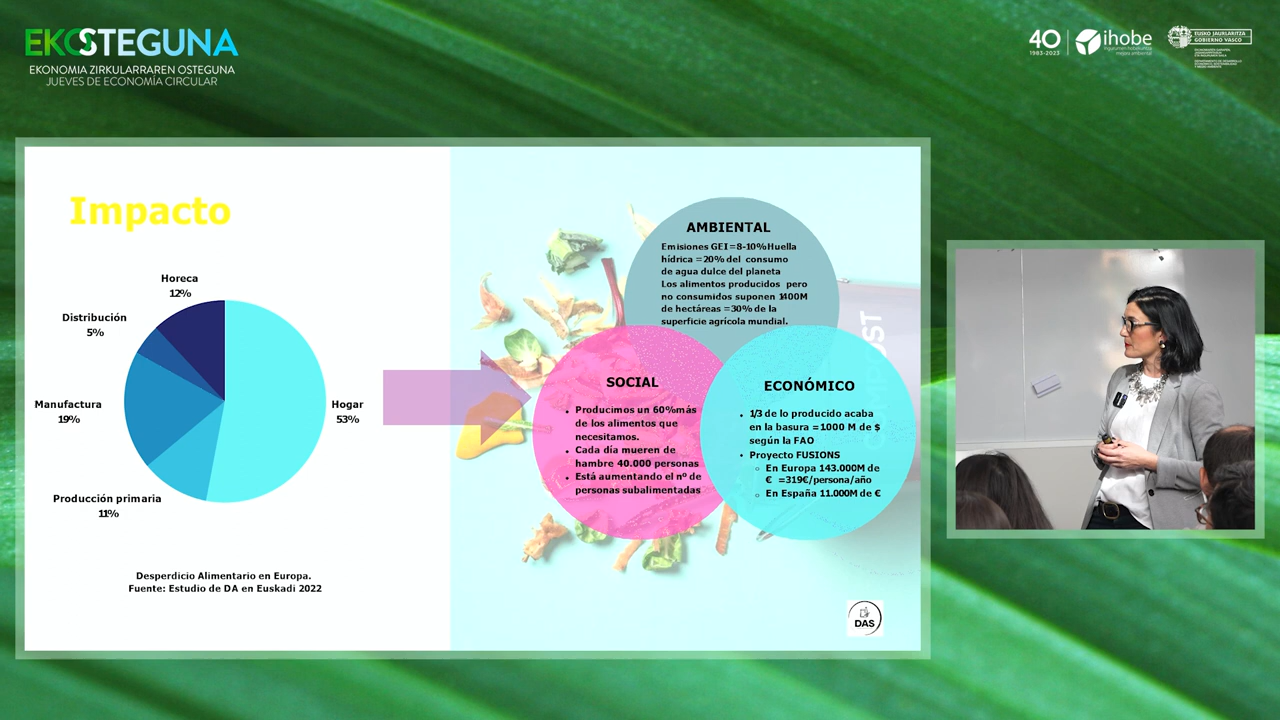 EKOSTEGUNA
EKONOMIA ZIRKULARRAREN OSTEGUNA
JUEVES DE ECONOMÍA CIRCULAR
40
1983-2023
ihobe
EUSKO JAURLARITZA
GOBIERNO VASCO
Impacto
Horeca
12%
Distribución
5%
Manufactura
19%
Hogar
53%
Producción primaria
11%
Desperdicio Alimentario en Europa.
Fuente: Estudio de DA en Euskadi 2022
AMBIENTAL
Emisiones GEI =8-10% Huella
hídrica =20% del consumo
de agua dulce del planeta
Los alimentos producidos pero
no consumidos suponen 1400M
de hectáreas =30% de la
superficie agrícola mundial.
SOCIAL
• Producimos un 60% más
de los alimentos que
necesitamos.
• Cada día mueren de
hambre 40.000 personas
• Está aumentando el nº de
personas subalimentadas
ECONÓMICO
• 1/3 de lo producido acaba
en la basura =1000 M de $
según la FAO
• Proyecto FUSIONS
○ En Europa 143.000M de
€ =319€/persona/año
○ En España 11.000M de €
DAS